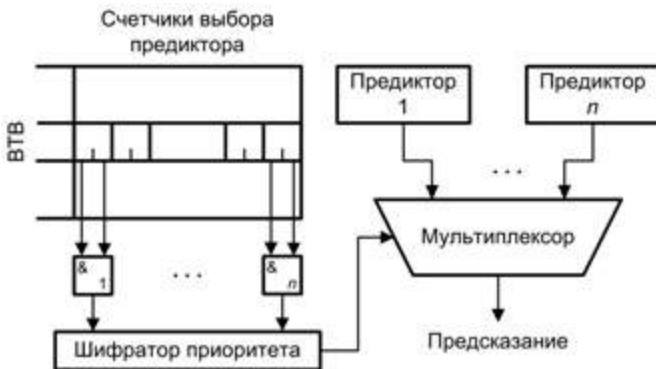 Счетчики выбора
предиктора
Предиктор
1
Предиктор
n
BTB
. . .
Мультиплексор
&
1
. . .
&
n
Шифратор приоритета
Предсказание